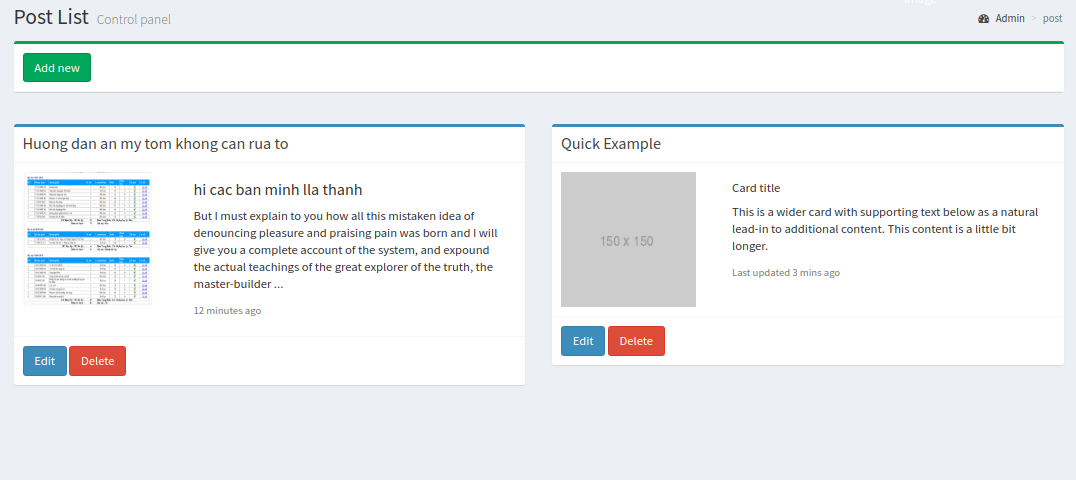 Post List Control panel
Admin > post
Add new
Huong dan an my tom khong can rua to
hi cac ban minh lla thanh
But I must explain to you how all this mistaken idea of
denouncing pleasure and praising pain was born and I will
give you a complete account of the system, and expound
the actual teachings of the great explorer of the truth, the
master-builder ...
12 minutes ago
Edit Delete
Quick Example
150 x 150
Card title
This is a wider card with supporting text below as a natural
lead-in to additional content. This content is a little bit
longer.
Last updated 3 mins ago
Edit Delete